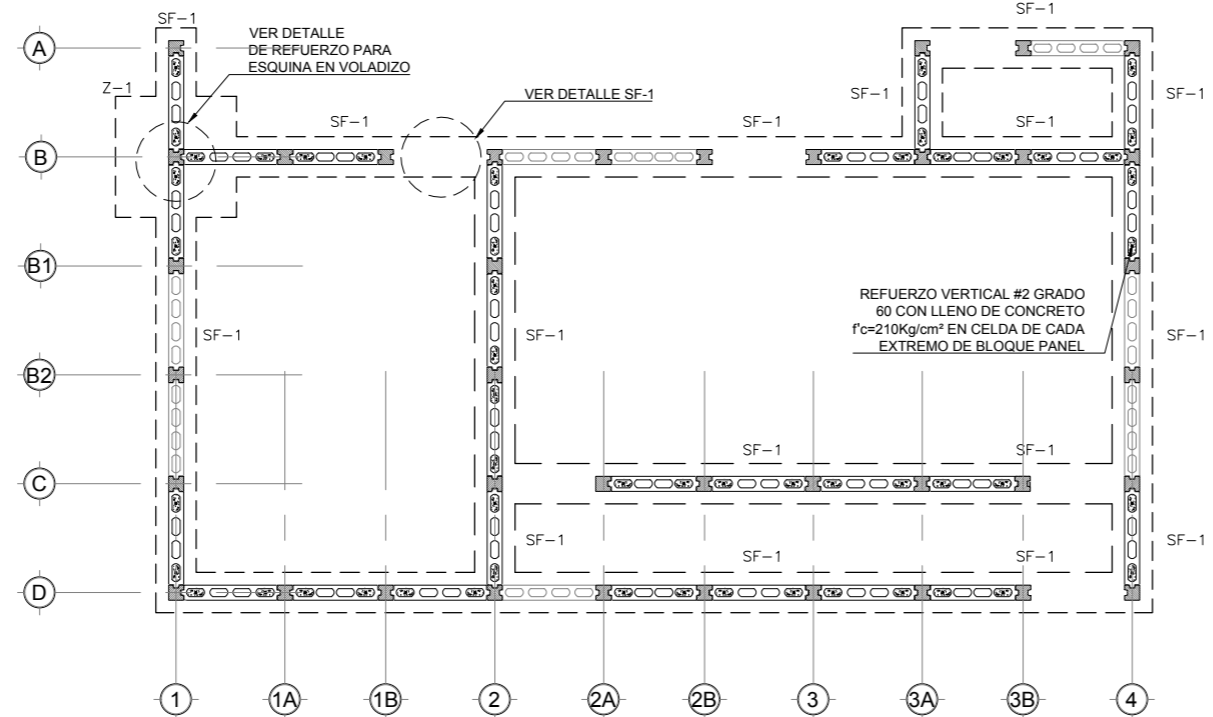 SF-1
SF-1
A
VER DETALLE
DE REFUERZO PARA
ESQUINA EN VOLADIZO
Z-1
VER DETALLE SF-1
SF-1
SF-1
SF-1
SF-1
SF-1
SF-1
B
B1
REFUERZO VERTICAL #2 GRADO
60 CON LLENO DE CONCRETO
f'c=210Kg/cm² EN CELDA DE CADA
EXTREMO DE BLOQUE PANEL
SF-1
SF-1
SF-1
B2
SF-1
SF-1
C
SF-1
SF-1
SF-1
SF-1
D
1
1A
1B
2
2A
2B
3
3A
3B
4